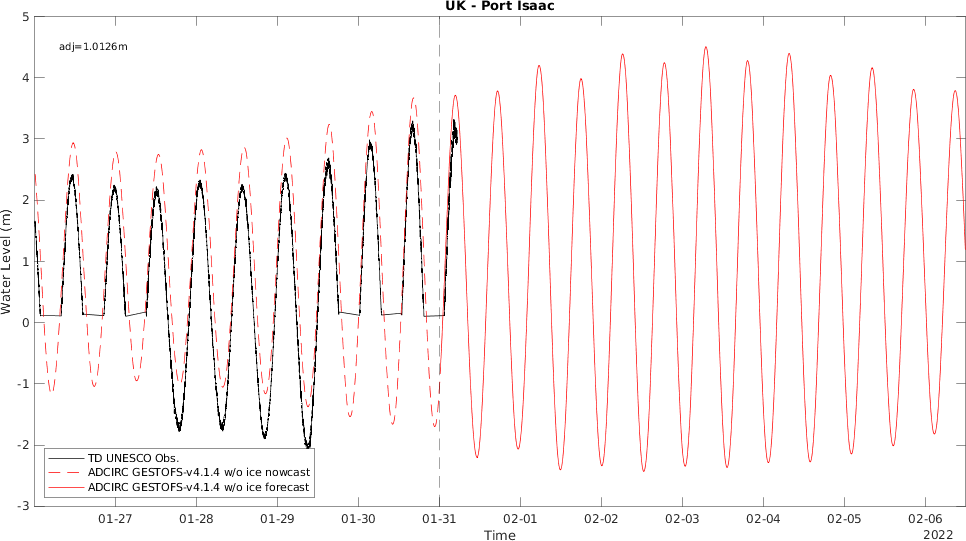 UK - Port Isaac
adj=1.0126m
5
4
3
2
1
0
-1
-2
-3
Water Level (m)
TD UNESCO Obs.
ADCIRC GESTOFS-v4.1.4 w/o ice nowcast
ADCIRC GESTOFS-v4.1.4 w/o ice forecast
01-27 01-28 01-29 01-30 01-31 02-01 02-02 02-03 02-04 02-05 02-06
Time
2022